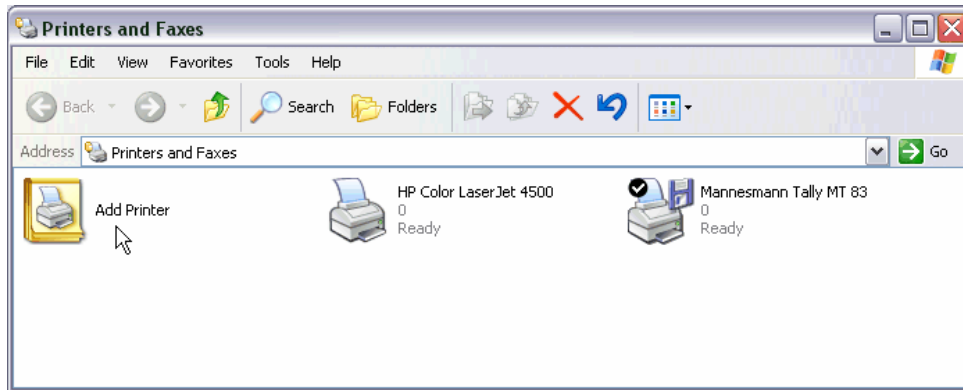 Printers and Faxes
File Edit View Favorites Tools Help
Back Search Folders
Address Printers and Faxes Go
Add Printer
HP Color LaserJet 4500
0
Ready
Mannesmann Tally MT 83
0
Ready